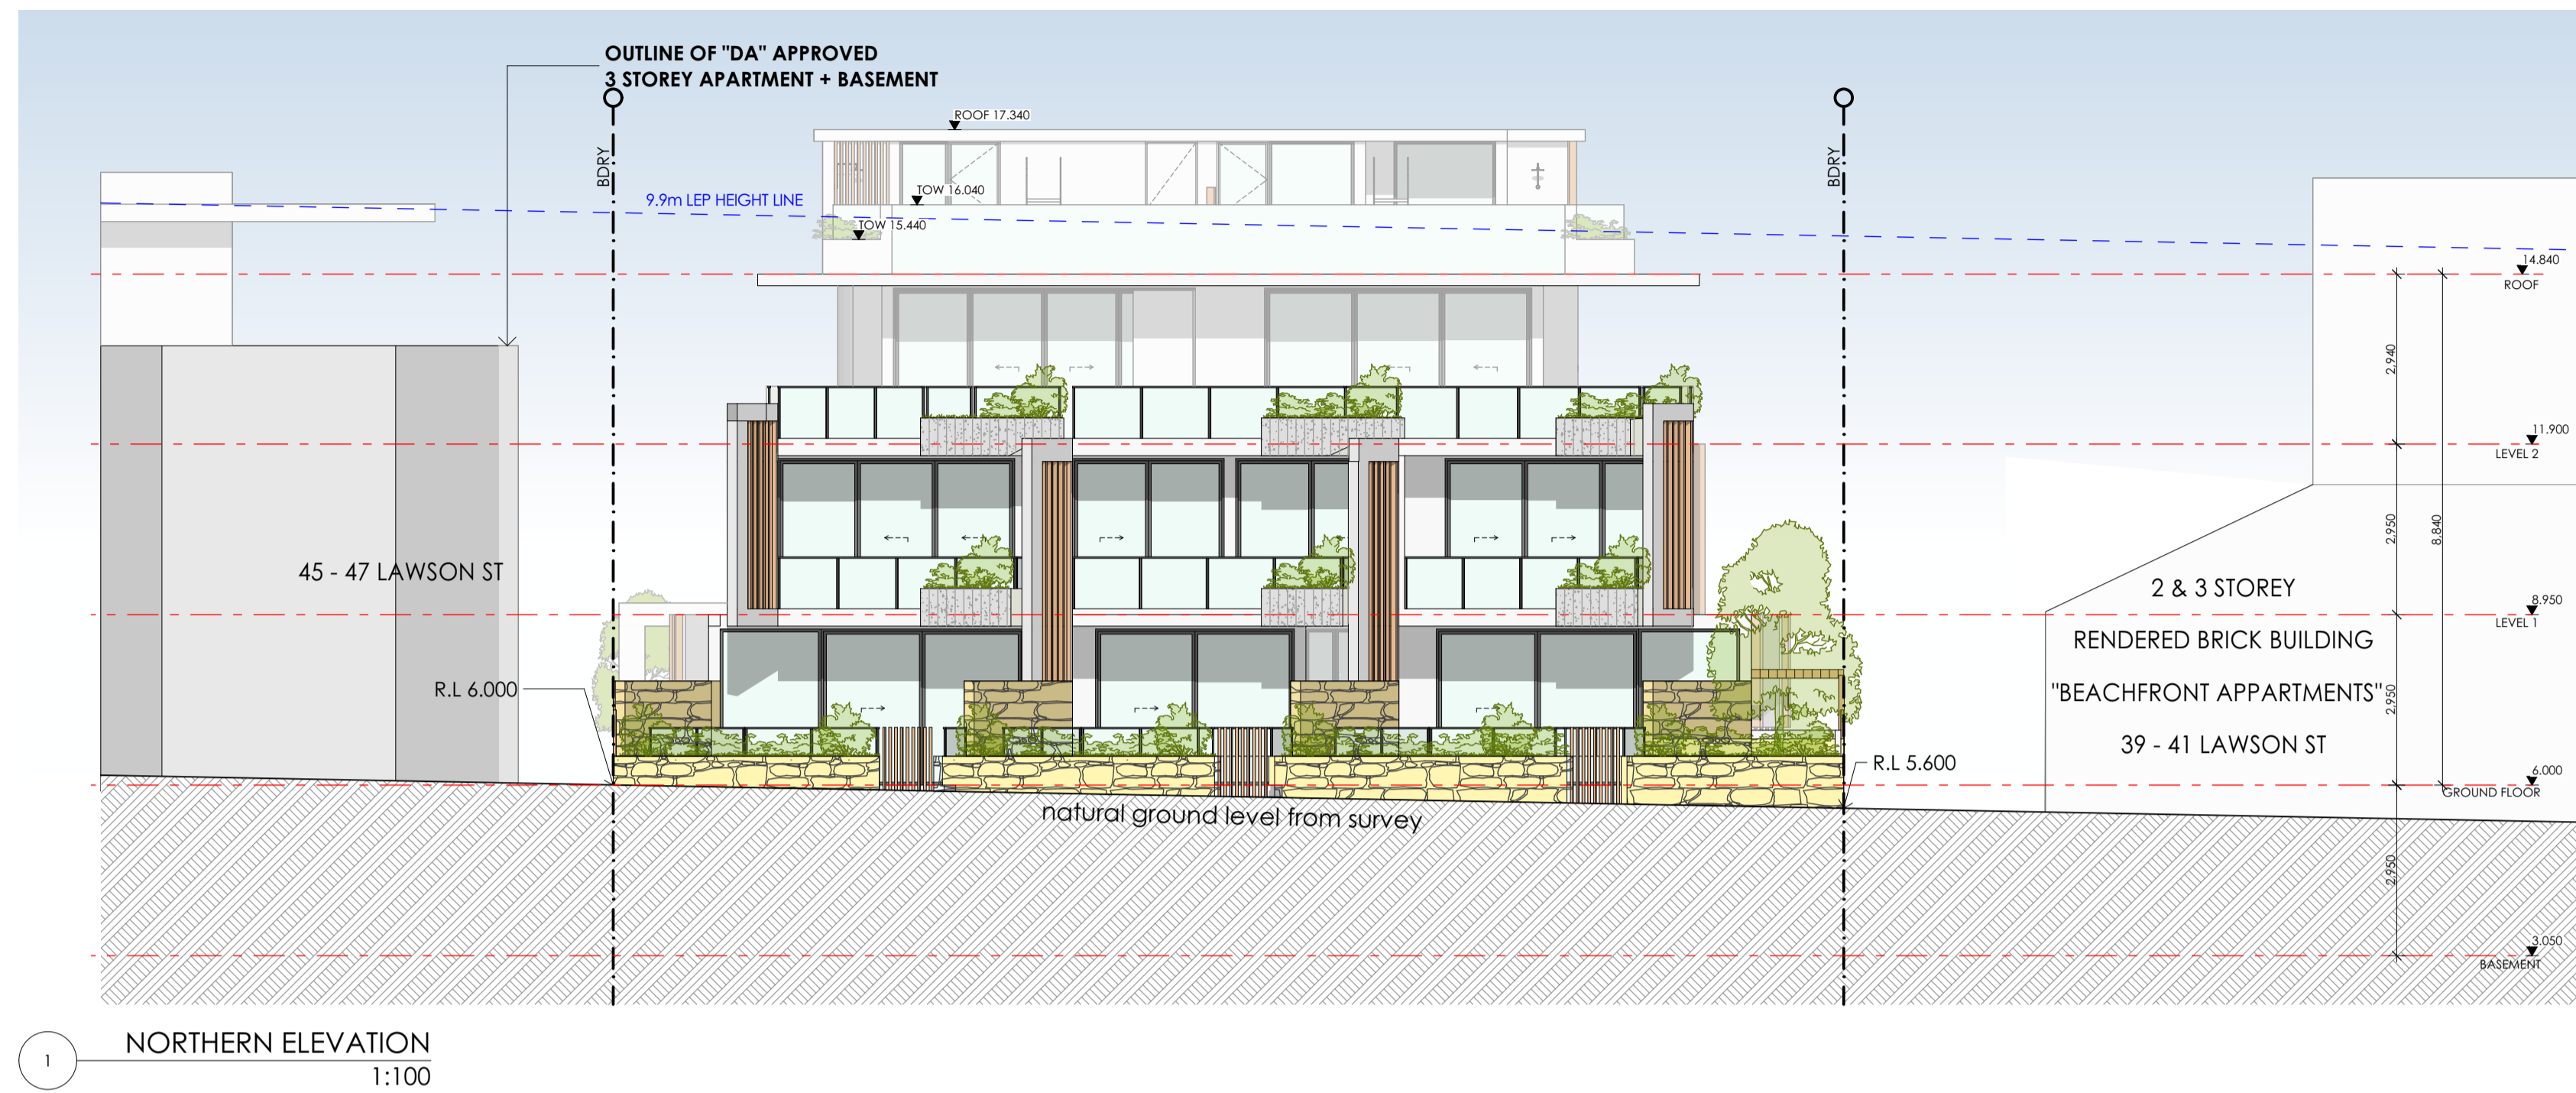 OUTLINE OF "DA" APPROVED
3 STOREY APARTMENT + BASEMENT
ROOF 17.340
BDRY
BDRY
9.9m LEP HEIGHT LINE
TOW 16.040
TOW 15.440
14.840
ROOF
2,940
11.900
LEVEL 2
2,950
8,840
45 - 47 LAWSON ST
2 & 3 STOREY
8.950
LEVEL 1
RENDERED BRICK BUILDING
R.L 6.000
"BEACHFRONT APPARTMENTS"
2,950
39 - 41 LAWSON ST
R.L 5.600
6.000
GROUND FLOOR
natural ground level from survey
2,950
3.050
BASEMENT
1
NORTHERN ELEVATION
1:100